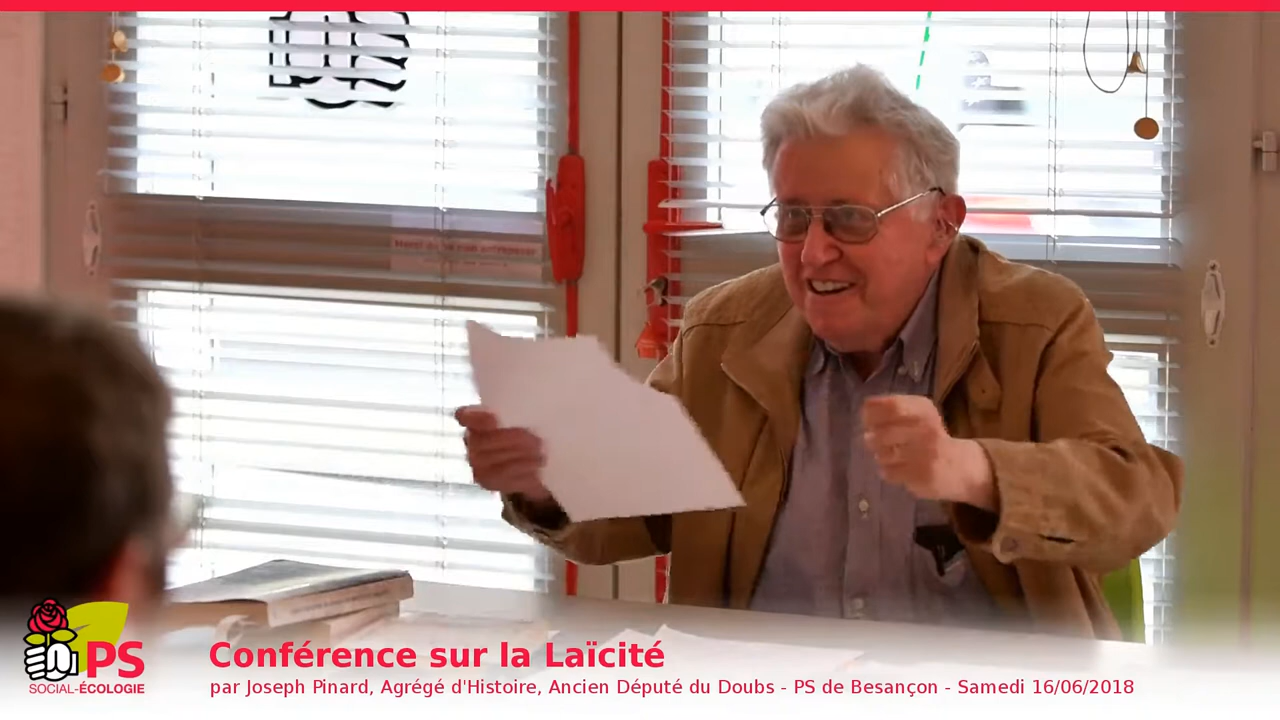 Conférence sur la Laïcité
par Joseph Pinard, Agrégé d'Histoire, Ancien Député du Doubs - PS de Besançon - Samedi 16/06/2018
PS
SOCIAL-ÉCOLOGIE